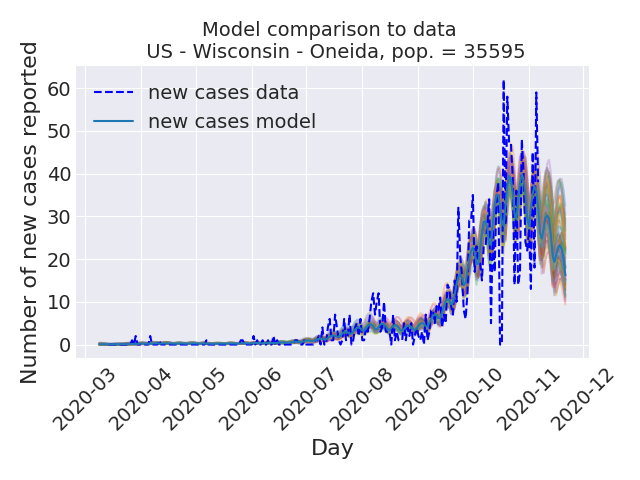 Model comparison to data
US - Wisconsin - Oneida, pop. = 35595
Number of new cases reported
60
50
40
30
20
10
0
new cases data
new cases model
2020-03
2020-04
2020-05
2020-06
2020-07
2020-08
2020-09
2020-10
2020-11
2020-12
Day